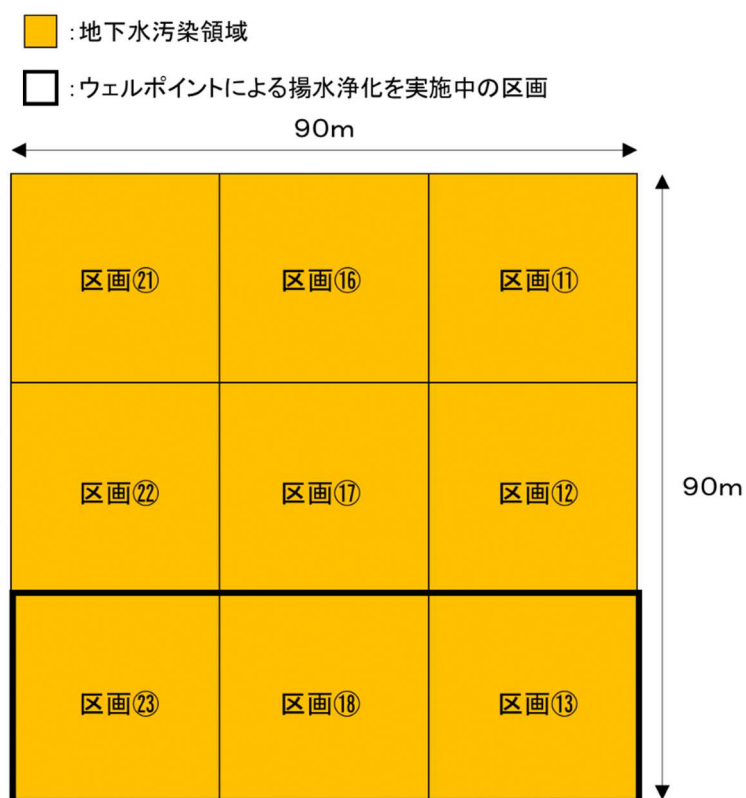 :地下水汚染領域
:ウェルポイントによる揚水浄化を実施中の区画
90m
区画㉑ 区画⑯ 区画⑪
区画㉒ 区画⑰ 区画⑫
90m
区画㉓ 区画⑱ 区画⑬